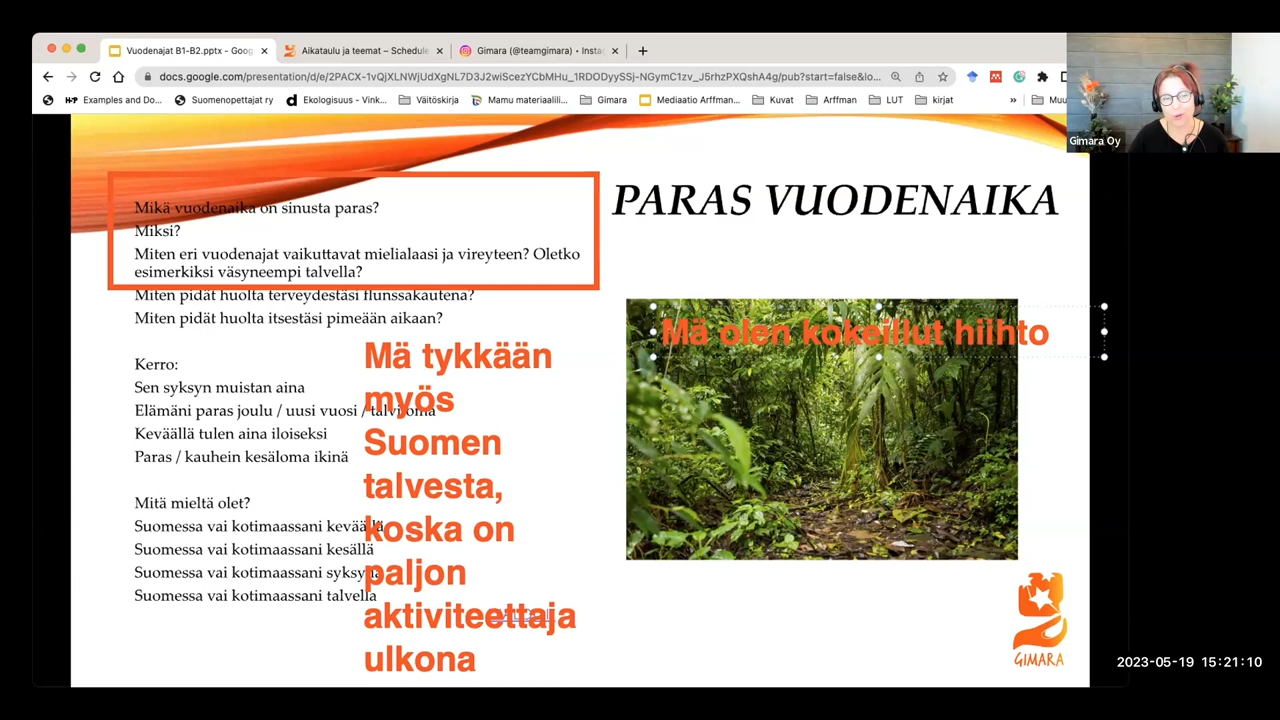 Vuodenajat B1-B2.pptx - Goog
Aikataulu ja teemat – Schedule
Gimara (@teamgimara) • Insta
docs.google.com/presentation/d/e/2PACX-1vQjXLNWjUdXgNL7D3J2wiScezYCbMHu_1RDODyySSj-NGymC1zv_J5rhzPXQshA4g/pub?start=false&lo...
Examples and Do...
Suomenopettajat ry
Ekologisuus - Vink...
Väitöskirja
Mamu materiaalili...
Gimara
Mediaatio Arffman...
Kuvat
Arffman
LUT
kirjat
»
Muu
Gimara Oy
PARAS VUODENAIKA
Mikä vuodenaika on sinusta paras?
Miksi?
Miten eri vuodenajat vaikuttavat mielialaasi ja vireyteen? Oletko
esimerkiksi väsyneempi talvella?
Miten pidät huolta terveydestäsi flunssakautena?
Miten pidät huolta itsestäsi pimeään aikaan?
Kerro:
Sen syksyn muistan aina
Elämäni paras joulu / uusi vuosi / talviloma
Keväällä tulen aina iloiseksi
Paras / kauhein kesäloma ikinä
Mitä mieltä olet?
Suomessa vai kotimaassani keväällä
Suomessa vai kotimaassani kesällä
Suomessa vai kotimaassani syksyllä
Suomessa vai kotimaassani talvella
Mä tykkään
myös
Suomen
talvesta,
koska on
paljon
aktiviteettaja
ulkona
Mä olen kokeillut hiihto
GIMARA
2023-05-19 15:21:10